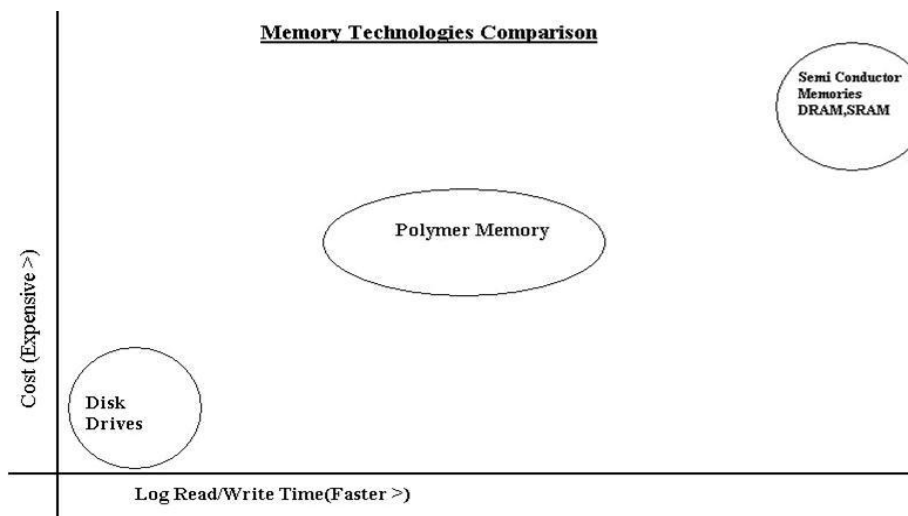 Memory Technologies Comparison
Semi Conductor
Memories
DRAM,SRAM
Polymer Memory
Cost (Expensive >)
Disk
Drives
Log Read/Write Time(Faster >)